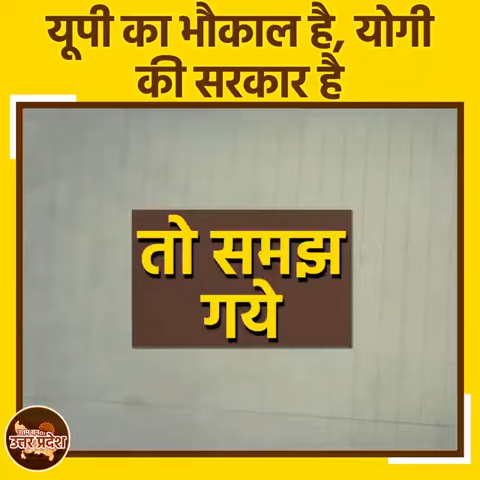 यूपी का भौकाल है, योगी
की सरकार है
तो समझ
गये
उत्तर प्रदेश